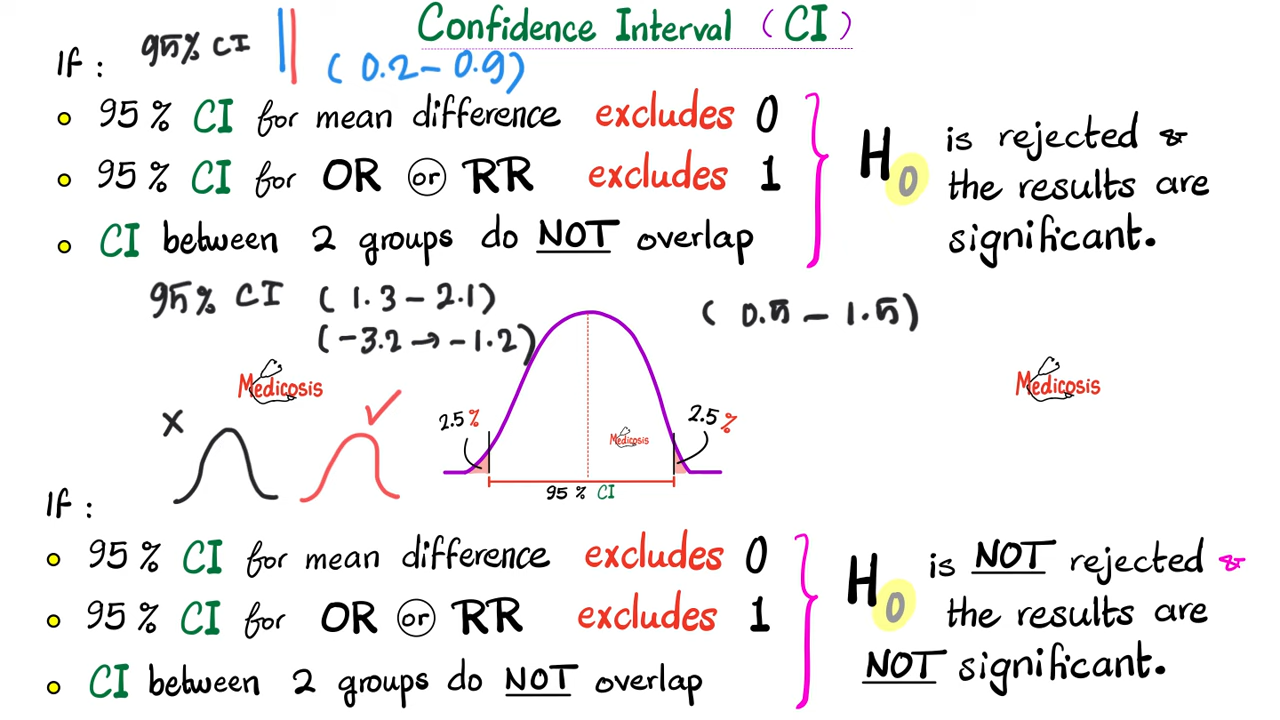 Confidence Interval (CI)
If : 95% CI (0.2 – 0.9)
95 % CI for mean difference excludes 0
95 % CI for OR or RR excludes 1
CI between 2 groups do NOT overlap
H0 is rejected &
the results are
significant.
95% CI (1.3 – 2.1)
(-3.2 → -1.2)
(0.5 – 1.5)
Medicosis
Medicosis
2.5 %
2.5 %
Medicosis
95 % CI
If :
95 % CI for mean difference excludes 0
95 % CI for OR or RR excludes 1
CI between 2 groups do NOT overlap
H0 is NOT rejected &
the results are
NOT significant.